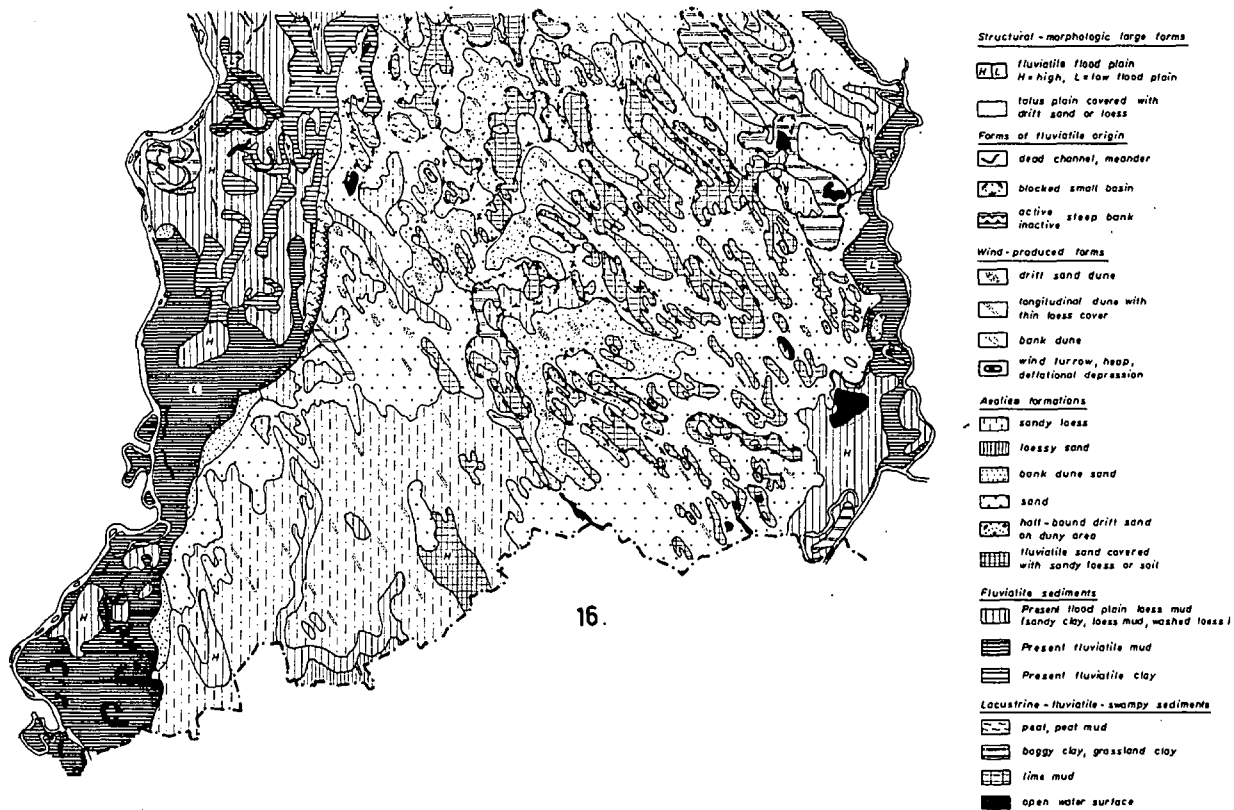 Structural-morphologic large forms
H L fluviatile flood plain
H = high, L = low flood plain
talus plain covered with
drift sand or loess
Forms of fluviatile origin
dead channel, meander
blocked small basin
active
steep bank
inactive
Wind-produced forms
drift sand dune
longitudinal dune with
thin loess cover
bank dune
wind furrow, heap,
deflational depression
Aeolian formations
sandy loess
loessy sand
bank dune sand
sand
half-bound drift sand
on duny area
fluviatile sand covered
with sandy loess or soil
Fluviatile sediments
Present flood plain loess mud
(sandy clay, loess mud, washed loess)
Present fluviatile mud
Present fluviatile clay
Lacustrine-fluviatile-swampy sediments
peat, peat mud
boggy clay, grassland clay
lime mud
open water surface
H
L
H
H
H
L
H
L
H
H
H
16.